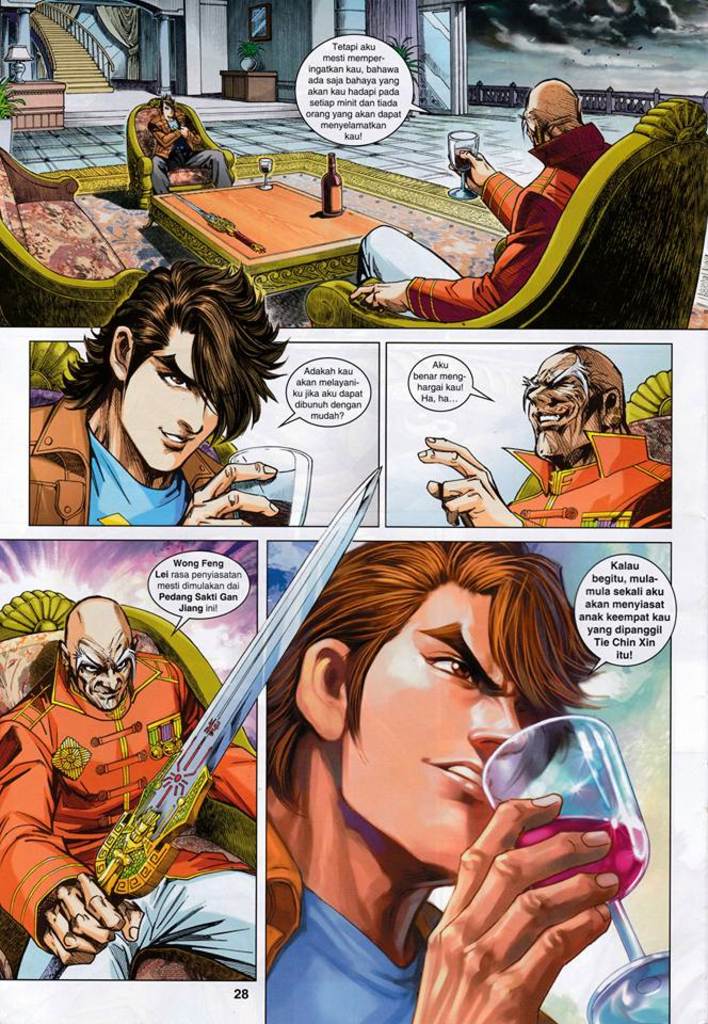 Tetapi aku
mesti memper-
ingatkan kau, bahawa
ada saja bahaya yang
akan kau hadapi pada
setiap minit dan tiada
orang yang akan dapat
menyelamatkan
kau!
Adakah kau
akan melayani-
ku jika aku dapat
dibunuh dengan
mudah?
Aku
benar meng-
hargai kau!
Ha, ha...
Wong Feng
Lei rasa penyiasatan
mesti dimulakan dai
Pedang Sakti Gan
Jiang ini!
Kalau
begitu, mula-
mula sekali aku
akan menyiasat
anak keempat kau
yang dipanggil
Tie Chin Xin
itu!
28